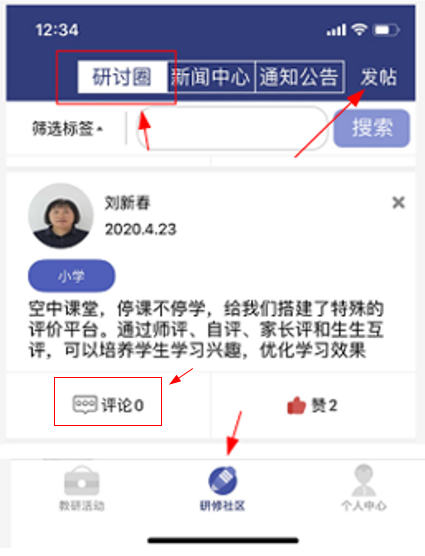 12:34
研讨圈 新闻中心 通知公告 发帖
筛选标签 搜索
刘新春
2020.4.23
小学
空中课堂，停课不停学，给我们搭建了特殊的
评价平台。通过师评、自评、家长评和生生互
评，可以培养学生学习兴趣，优化学习效果
评论0 赞2
教研活动 研修社区 个人中心